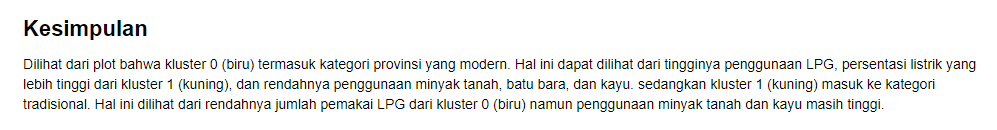 Kesimpulan
Dilihat dari plot bahwa kluster 0 (biru) termasuk kategori provinsi yang modern. Hal ini dapat dilihat dari tingginya penggunaan LPG, persentasi listrik yang
lebih tinggi dari kluster 1 (kuning), dan rendahnya penggunaan minyak tanah, batu bara, dan kayu. sedangkan kluster 1 (kuning) masuk ke kategori
tradisional. Hal ini dilihat dari rendahnya jumlah pemakai LPG dari kluster 0 (biru) namun penggunaan minyak tanah dan kayu masih tinggi.